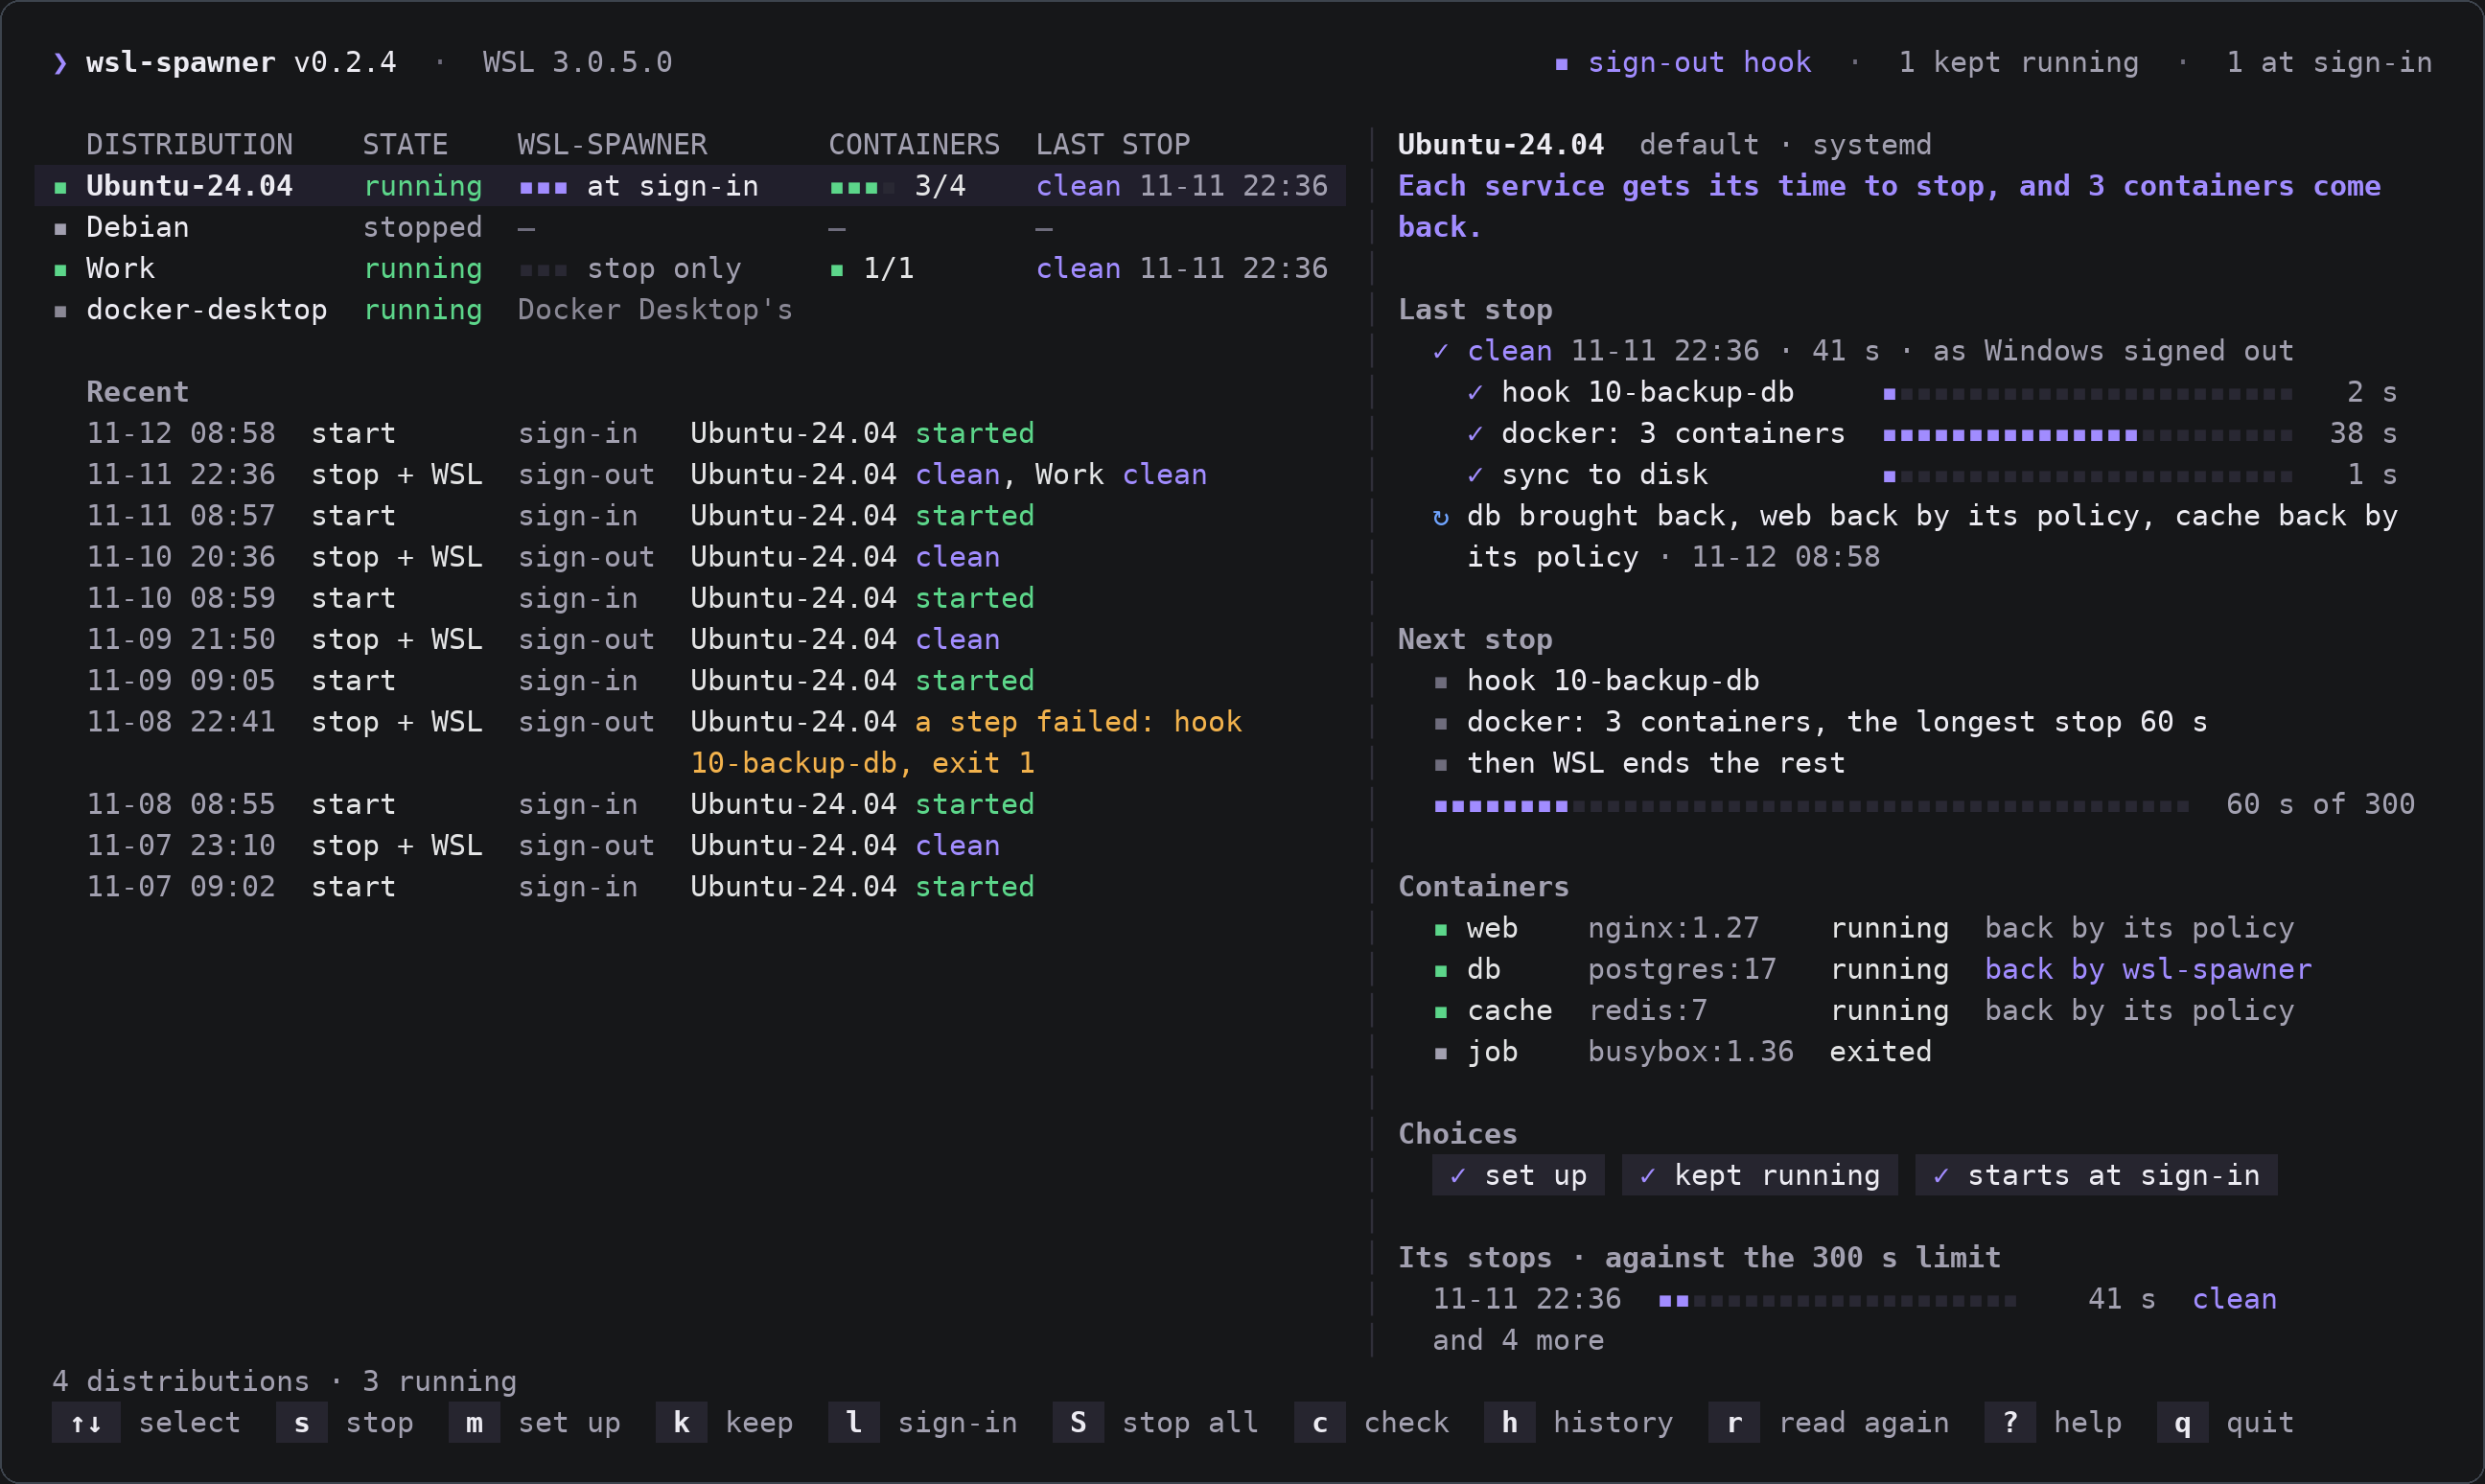 ❯ wsl-spawner v0.2.4 · WSL 3.0.5.0
▪ sign-out hook · 1 kept running · 1 at sign-in
DISTRIBUTION STATE WSL-SPAWNER CONTAINERS LAST STOP
Ubuntu-24.04 running at sign-in 3/4 clean 11-11 22:36
Debian stopped — — —
Work running stop only 1/1 clean 11-11 22:36
docker-desktop running Docker Desktop's
Recent
11-12 08:58 start sign-in Ubuntu-24.04 started
11-11 22:36 stop + WSL sign-out Ubuntu-24.04 clean, Work clean
11-11 08:57 start sign-in Ubuntu-24.04 started
11-10 20:36 stop + WSL sign-out Ubuntu-24.04 clean
11-10 08:59 start sign-in Ubuntu-24.04 started
11-09 21:50 stop + WSL sign-out Ubuntu-24.04 clean
11-09 09:05 start sign-in Ubuntu-24.04 started
11-08 22:41 stop + WSL sign-out Ubuntu-24.04 a step failed: hook
10-backup-db, exit 1
11-08 08:55 start sign-in Ubuntu-24.04 started
11-07 23:10 stop + WSL sign-out Ubuntu-24.04 clean
11-07 09:02 start sign-in Ubuntu-24.04 started
Ubuntu-24.04 default · systemd
Each service gets its time to stop, and 3 containers come
back.
Last stop
✓ clean 11-11 22:36 · 41 s · as Windows signed out
✓ hook 10-backup-db 2 s
✓ docker: 3 containers 38 s
✓ sync to disk 1 s
↻ db brought back, web back by its policy, cache back by
its policy · 11-12 08:58
Next stop
hook 10-backup-db
docker: 3 containers, the longest stop 60 s
then WSL ends the rest
60 s of 300
Containers
web nginx:1.27 running back by its policy
db postgres:17 running back by wsl-spawner
cache redis:7 running back by its policy
job busybox:1.36 exited
Choices
✓ set up ✓ kept running ✓ starts at sign-in
Its stops · against the 300 s limit
11-11 22:36 41 s clean
and 4 more
4 distributions · 3 running
↑↓ select s stop m set up k keep l sign-in S stop all c check h history r read again ? help q quit